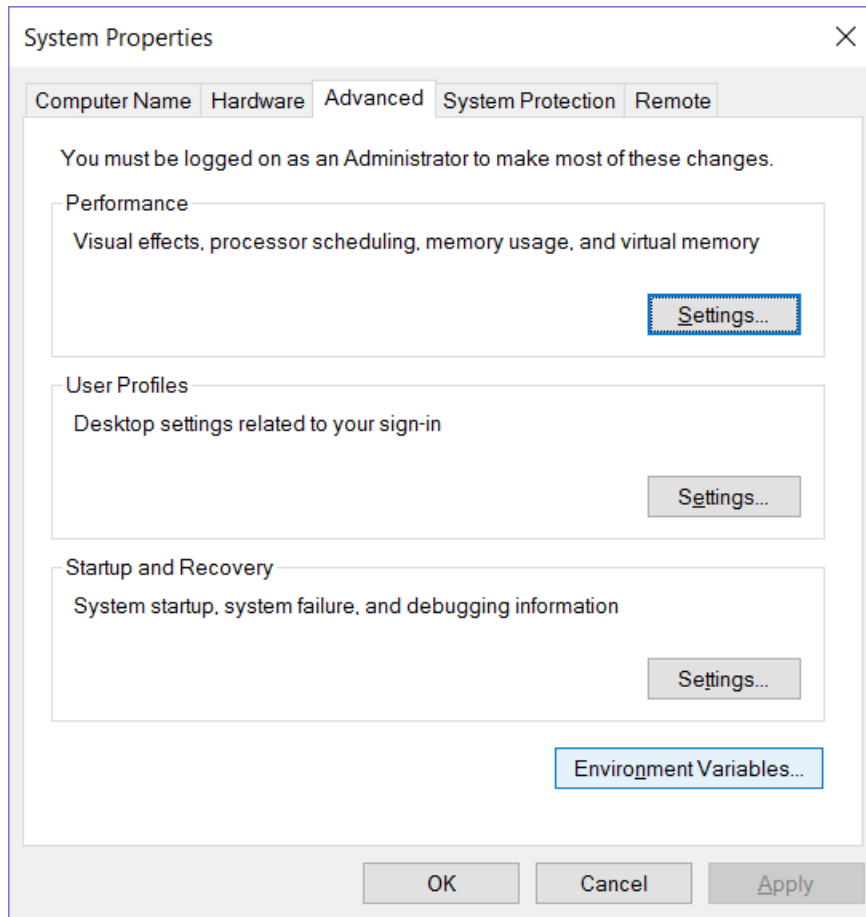 System Properties
Computer Name Hardware Advanced System Protection Remote
You must be logged on as an Administrator to make most of these changes.
Performance
Visual effects, processor scheduling, memory usage, and virtual memory
Settings...
User Profiles
Desktop settings related to your sign-in
Settings...
Startup and Recovery
System startup, system failure, and debugging information
Settings...
Environment Variables...
OK Cancel Apply